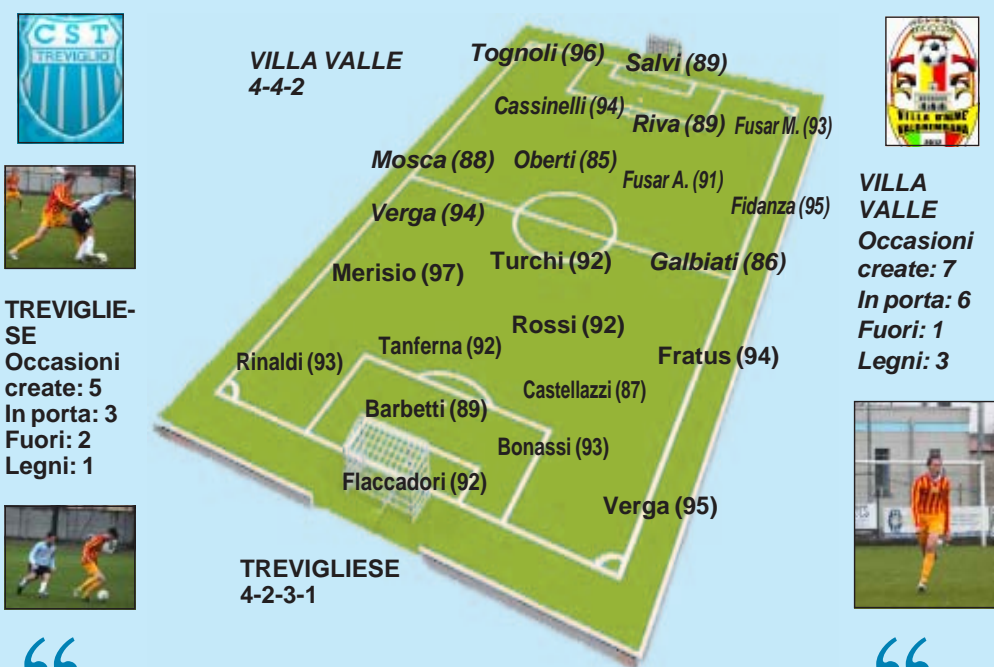 CST
TREVIGLIO
TREVIGLIE-
SE
Occasioni
create: 5
In porta: 3
Fuori: 2
Legni: 1
“
VILLA VALLE
4-4-2
Tognoli (96)
Salvi (89)
Cassinelli (94)
Riva (89)
Fusar M. (93)
Mosca (88)
Oberti (85)
Fusar A. (91)
Fidanza (95)
Verga (94)
Galbiati (86)
Merisio (97)
Turchi (92)
Rossi (92)
Fratus (94)
Rinaldi (93)
Tanferna (92)
Castellazzi (87)
Barbetti (89)
Bonassi (93)
Flaccadori (92)
Verga (95)
TREVIGLIESE
4-2-3-1
VILLA
VALLE
Occasioni
create: 7
In porta: 6
Fuori: 1
Legni: 3
“